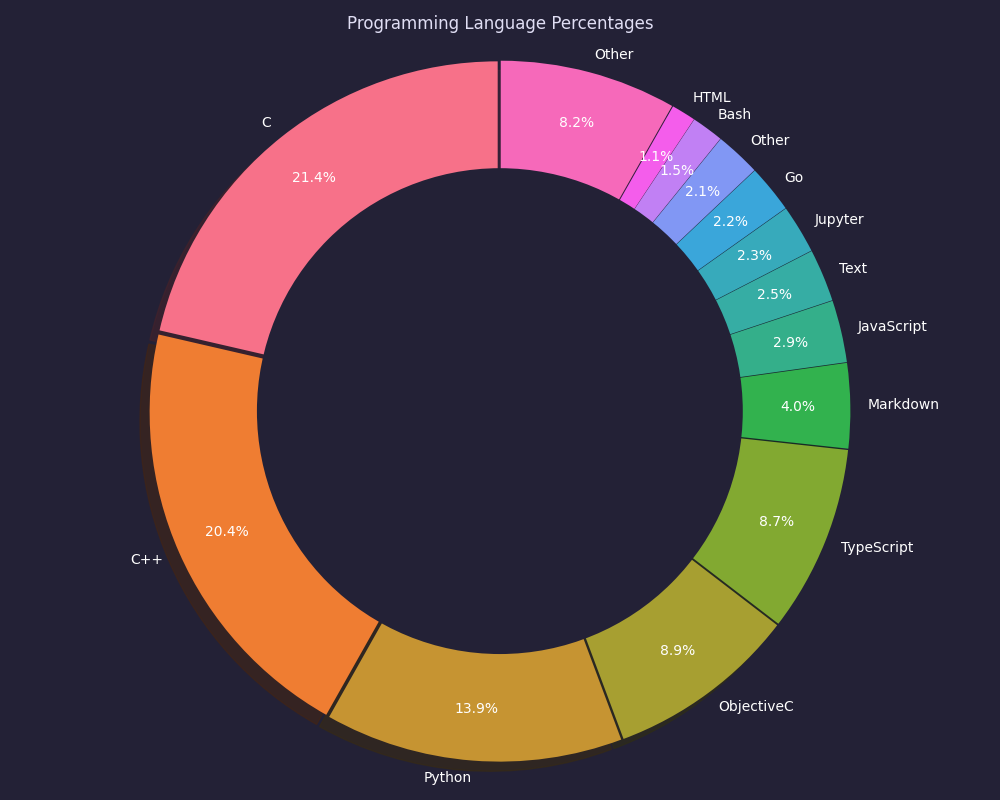 Programming Language Percentages
Other
8.2%
HTML
1.1%
Bash
1.5%
Other
2.1%
Go
2.2%
Jupyter
2.3%
Text
2.5%
JavaScript
2.9%
Markdown
4.0%
TypeScript
8.7%
ObjectiveC
8.9%
Python
13.9%
C++
20.4%
C
21.4%